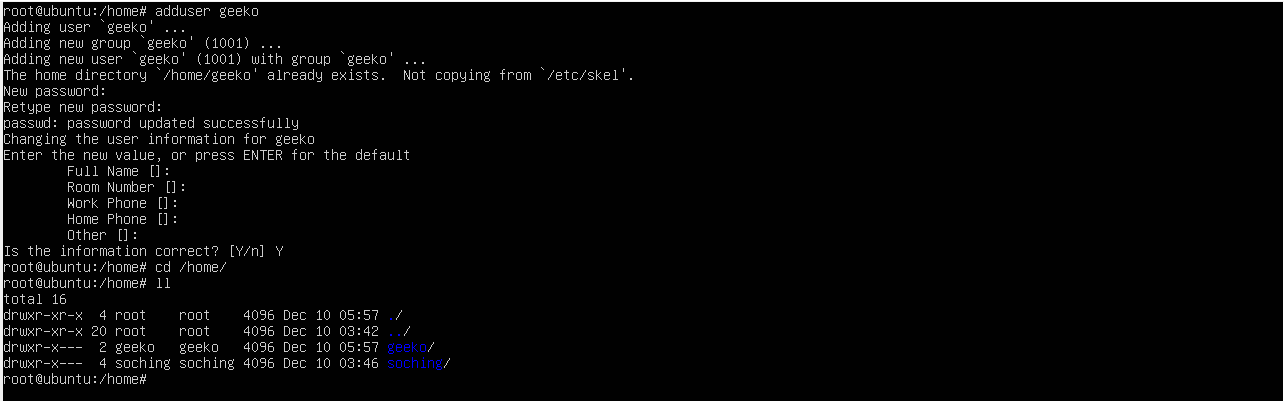 root@ubuntu:/home# adduser geeko
Adding user `geeko' ...
Adding new group `geeko' (1001) ...
Adding new user `geeko' (1001) with group `geeko' ...
The home directory `/home/geeko' already exists.  Not copying from `/etc/skel'.
New password:
Retype new password:
passwd: password updated successfully
Changing the user information for geeko
Enter the new value, or press ENTER for the default
        Full Name []:
        Room Number []:
        Work Phone []:
        Home Phone []:
        Other []:
Is the information correct? [Y/n] Y
root@ubuntu:/home# cd /home/
root@ubuntu:/home# ll
total 16
drwxr-xr-x  4 root    root    4096 Dec 10 05:57 ./
drwxr-xr-x 20 root    root    4096 Dec 10 03:42 ../
drwxr-x---  2 geeko   geeko   4096 Dec 10 05:57 geeko/
drwxr-x---  4 soching soching 4096 Dec 10 03:46 soching/
root@ubuntu:/home#